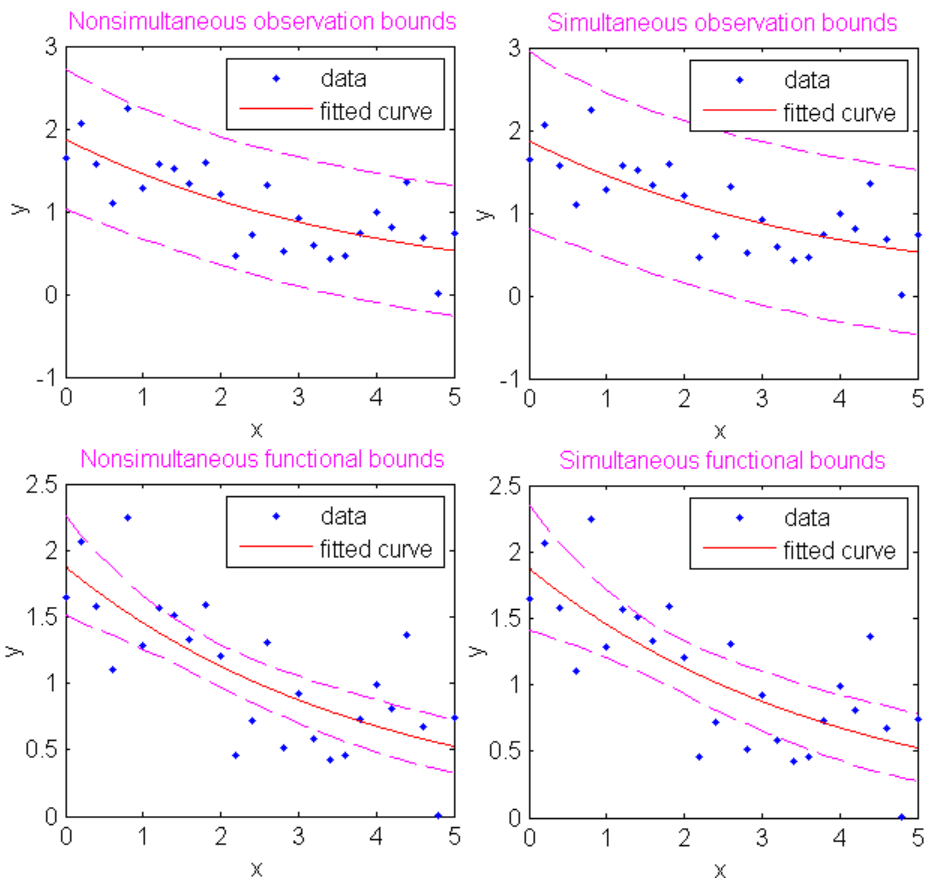 Nonsimultaneous observation bounds
3
2
1
0
-1
y
data
fitted curve
0 1 2 3 4 5
x
Simultaneous observation bounds
3
2
1
0
-1
y
data
fitted curve
0 1 2 3 4 5
x
Nonsimultaneous functional bounds
2.5
2
1.5
1
0.5
0
y
data
fitted curve
0 1 2 3 4 5
x
Simultaneous functional bounds
2.5
2
1.5
1
0.5
0
y
data
fitted curve
0 1 2 3 4 5
x